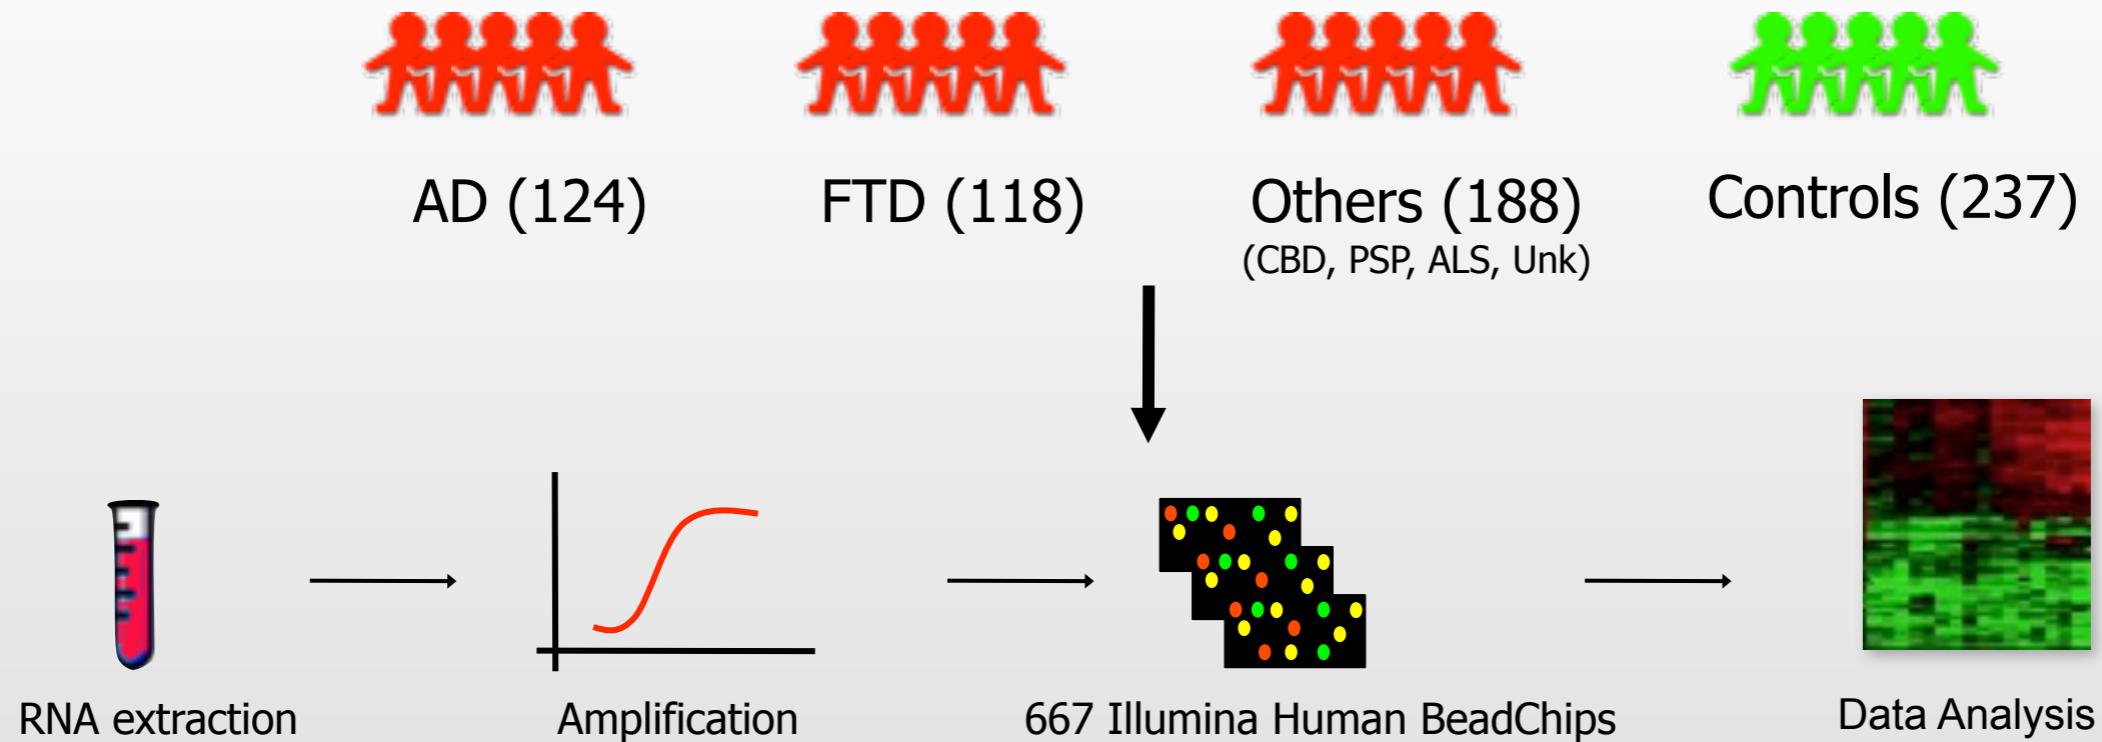 AD (124)
FTD (118)
Others (188)
(CBD, PSP, ALS, Unk)
Controls (237)
RNA extraction
Amplification
667 Illumina Human BeadChips
Data Analysis